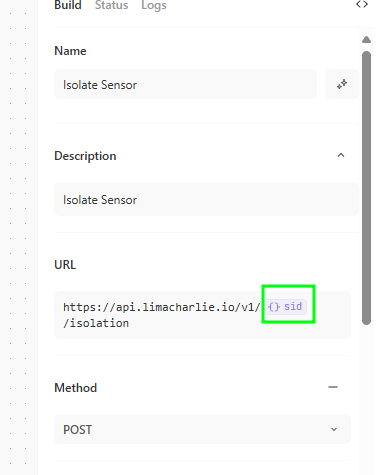 Build Status Logs <>
Name
Isolate Sensor
Description
Isolate Sensor
URL
https://api.limacharlie.io/v1/ {} sid
/isolation
Method
POST